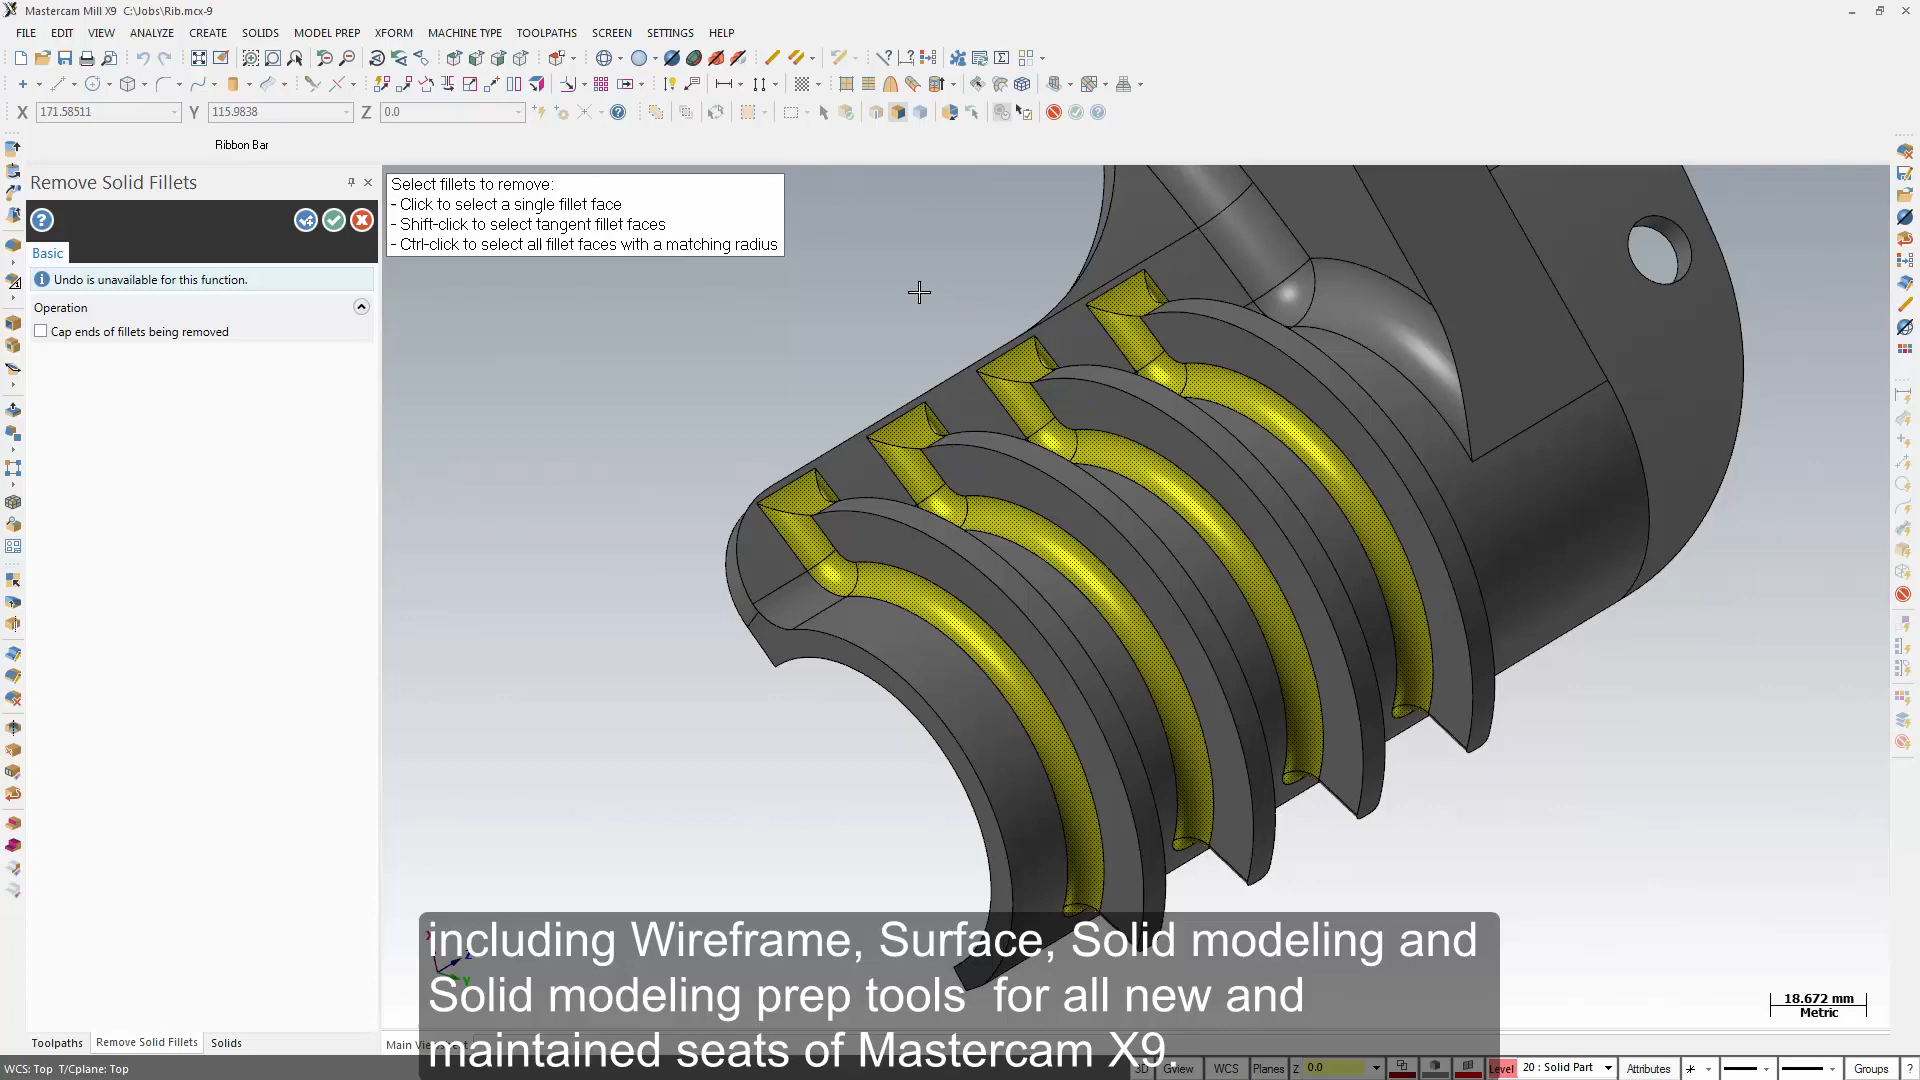 Mastercam Mill X9 C:\Jobs\Rib.mcx-9
FILE EDIT VIEW ANALYZE CREATE SOLIDS MODEL PREP XFORM MACHINE TYPE TOOLPATHS SCREEN SETTINGS HELP
X 171.58511 Y 115.9838 Z 0.0
Ribbon Bar
Remove Solid Fillets
Basic
Undo is unavailable for this function.
Operation
Cap ends of fillets being removed
Select fillets to remove:
- Click to select a single fillet face
- Shift-click to select tangent fillet faces
- Ctrl-click to select all fillet faces with a matching radius
including Wireframe, Surface, Solid modeling and
Solid modeling prep tools for all new and
maintained seats of Mastercam X9.
18.672 mm
Metric
Toolpaths Remove Solid Fillets Solids
Main
WCS: Top T/Cplane: Top
3D Gview WCS Planes Z 0.0 Level 20 : Solid Part Attributes Groups ?